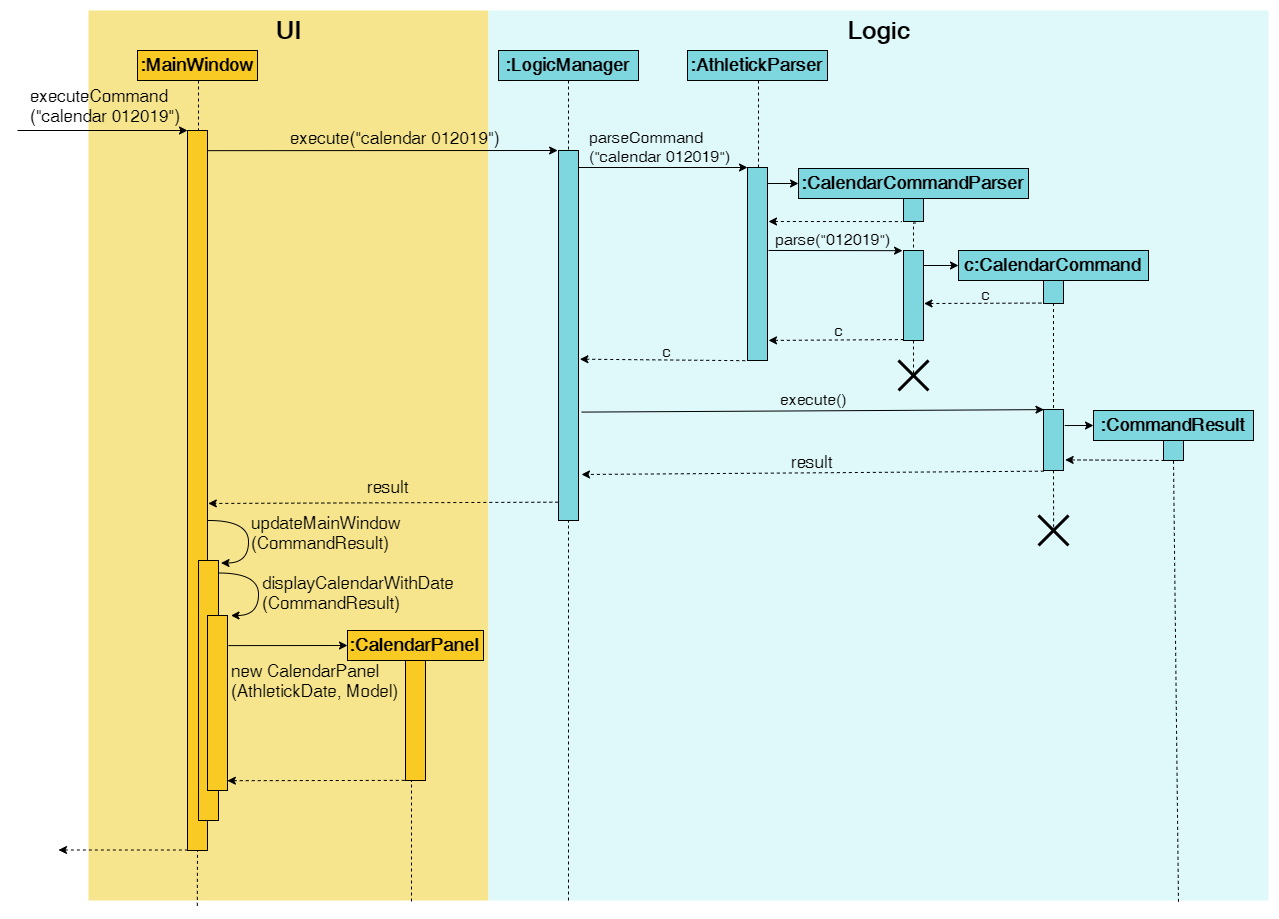 UI
Logic
:MainWindow
:LogicManager
:AthletickParser
executeCommand
("calendar 012019")
execute("calendar 012019")
parseCommand
("calendar 012019")
:CalendarCommandParser
parse("012019")
c:CalendarCommand
c
c
c
execute()
:CommandResult
result
result
updateMainWindow
(CommandResult)
displayCalendarWithDate
(CommandResult)
:CalendarPanel
new CalendarPanel
(AthletickDate, Model)